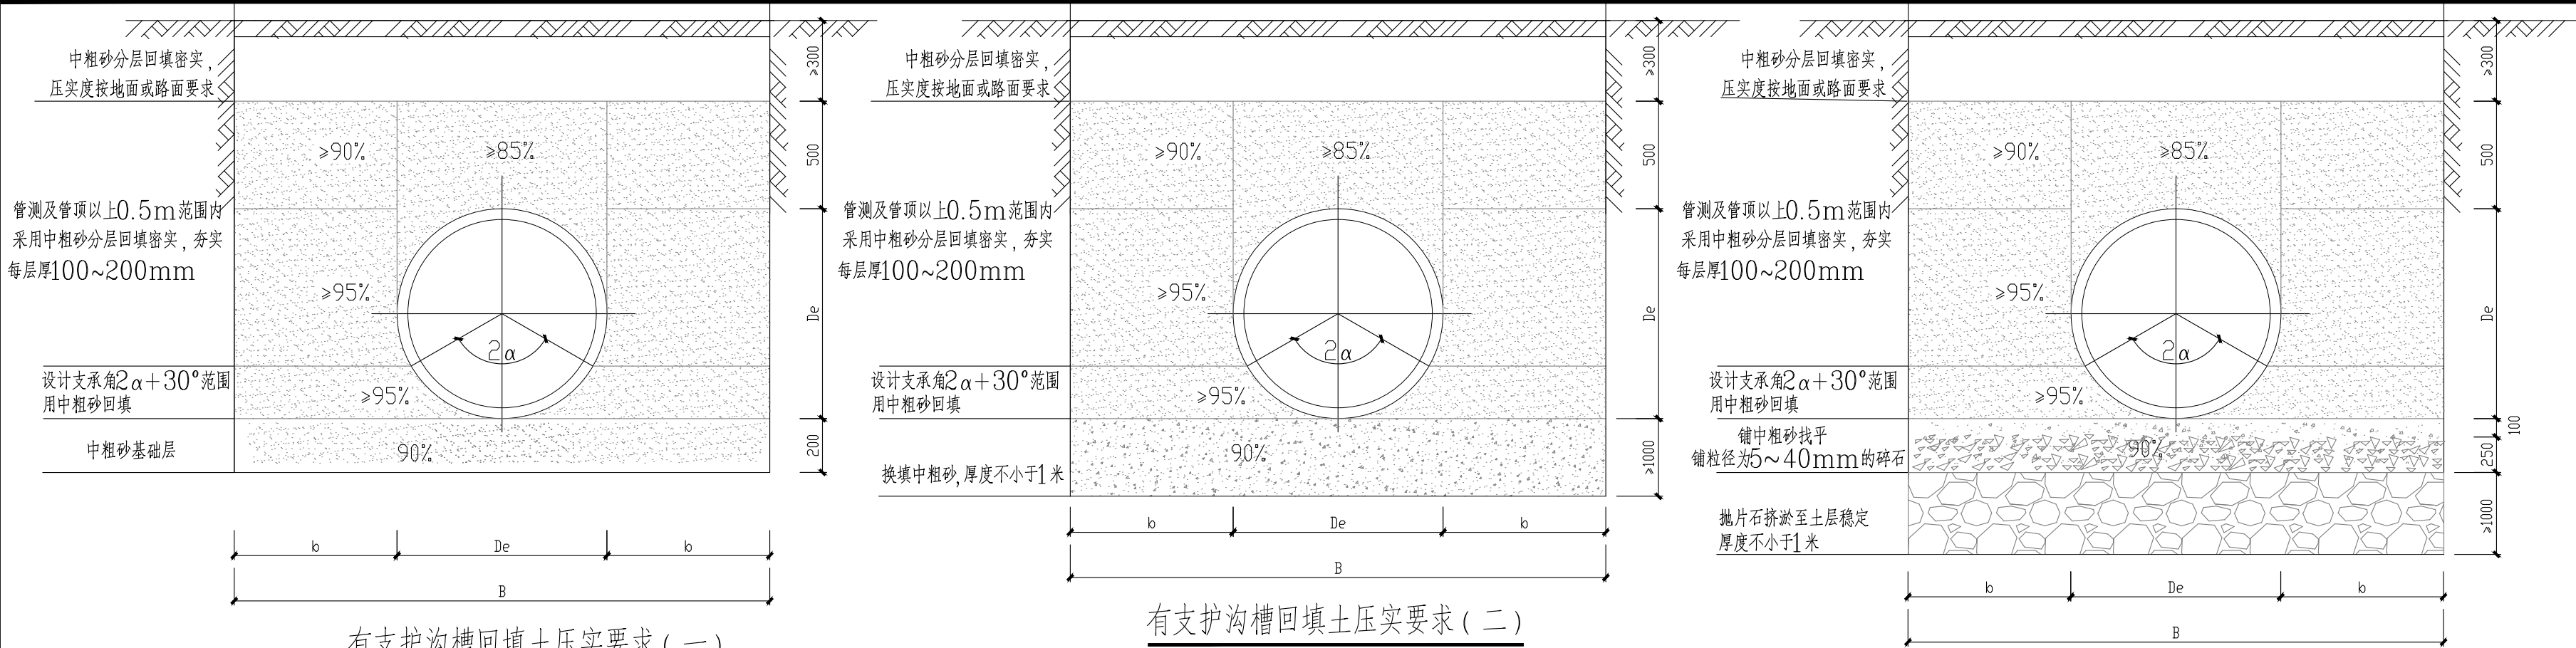 中粗砂分层回填密实，
压实度按地面或路面要求
≥90%
≥85%
管测及管顶以上0.5m范围内
采用中粗砂分层回填密实，夯实
每层厚100~200mm
≥95%
2α
设计支承角2α+30°范围
用中粗砂回填
≥95%
中粗砂基础层
90%
≥300
500
De
200
b
De
b
B
有支护沟槽回填土压实要求(一)
中粗砂分层回填密实，
压实度按地面或路面要求
≥90%
≥85%
管测及管顶以上0.5m范围内
采用中粗砂分层回填密实，夯实
每层厚100~200mm
≥95%
2α
设计支承角2α+30°范围
用中粗砂回填
≥95%
90%
换填中粗砂,厚度不小于1米
≥300
500
De
≥1000
b
De
b
B
有支护沟槽回填土压实要求(二)
中粗砂分层回填密实，
压实度按地面或路面要求
≥90%
≥85%
管测及管顶以上0.5m范围内
采用中粗砂分层回填密实，夯实
每层厚100~200mm
≥95%
2α
设计支承角2α+30°范围
用中粗砂回填
≥95%
铺中粗砂找平
铺粒径为5~40mm的碎石
90%
抛片石挤淤至土层稳定
厚度不小于1米
≥300
500
De
100
250
≥1000
b
De
b
B